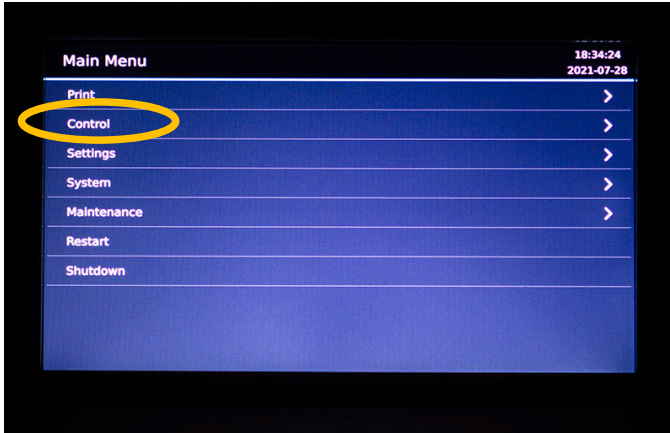 Main Menu
18:34:24
2021-07-28
Print
Control
Settings
System
Maintenance
Restart
Shutdown